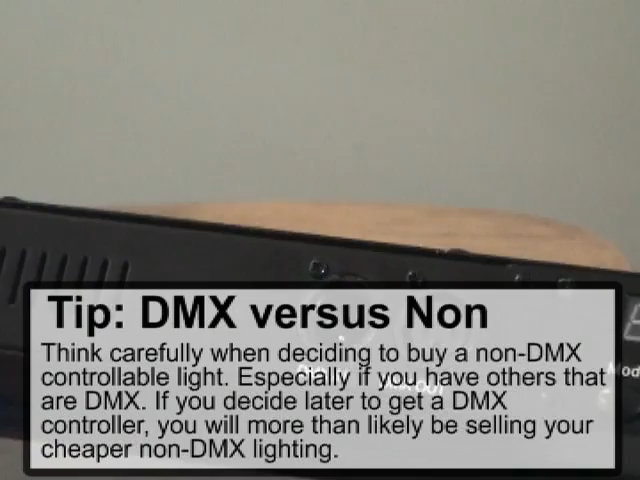 Tip: DMX versus Non
Think carefully when deciding to buy a non-DMX
controllable light. Especially if you have others that
are DMX. If you decide later to get a DMX
controller, you will more than likely be selling your
cheaper non-DMX lighting.
OUT
Mod